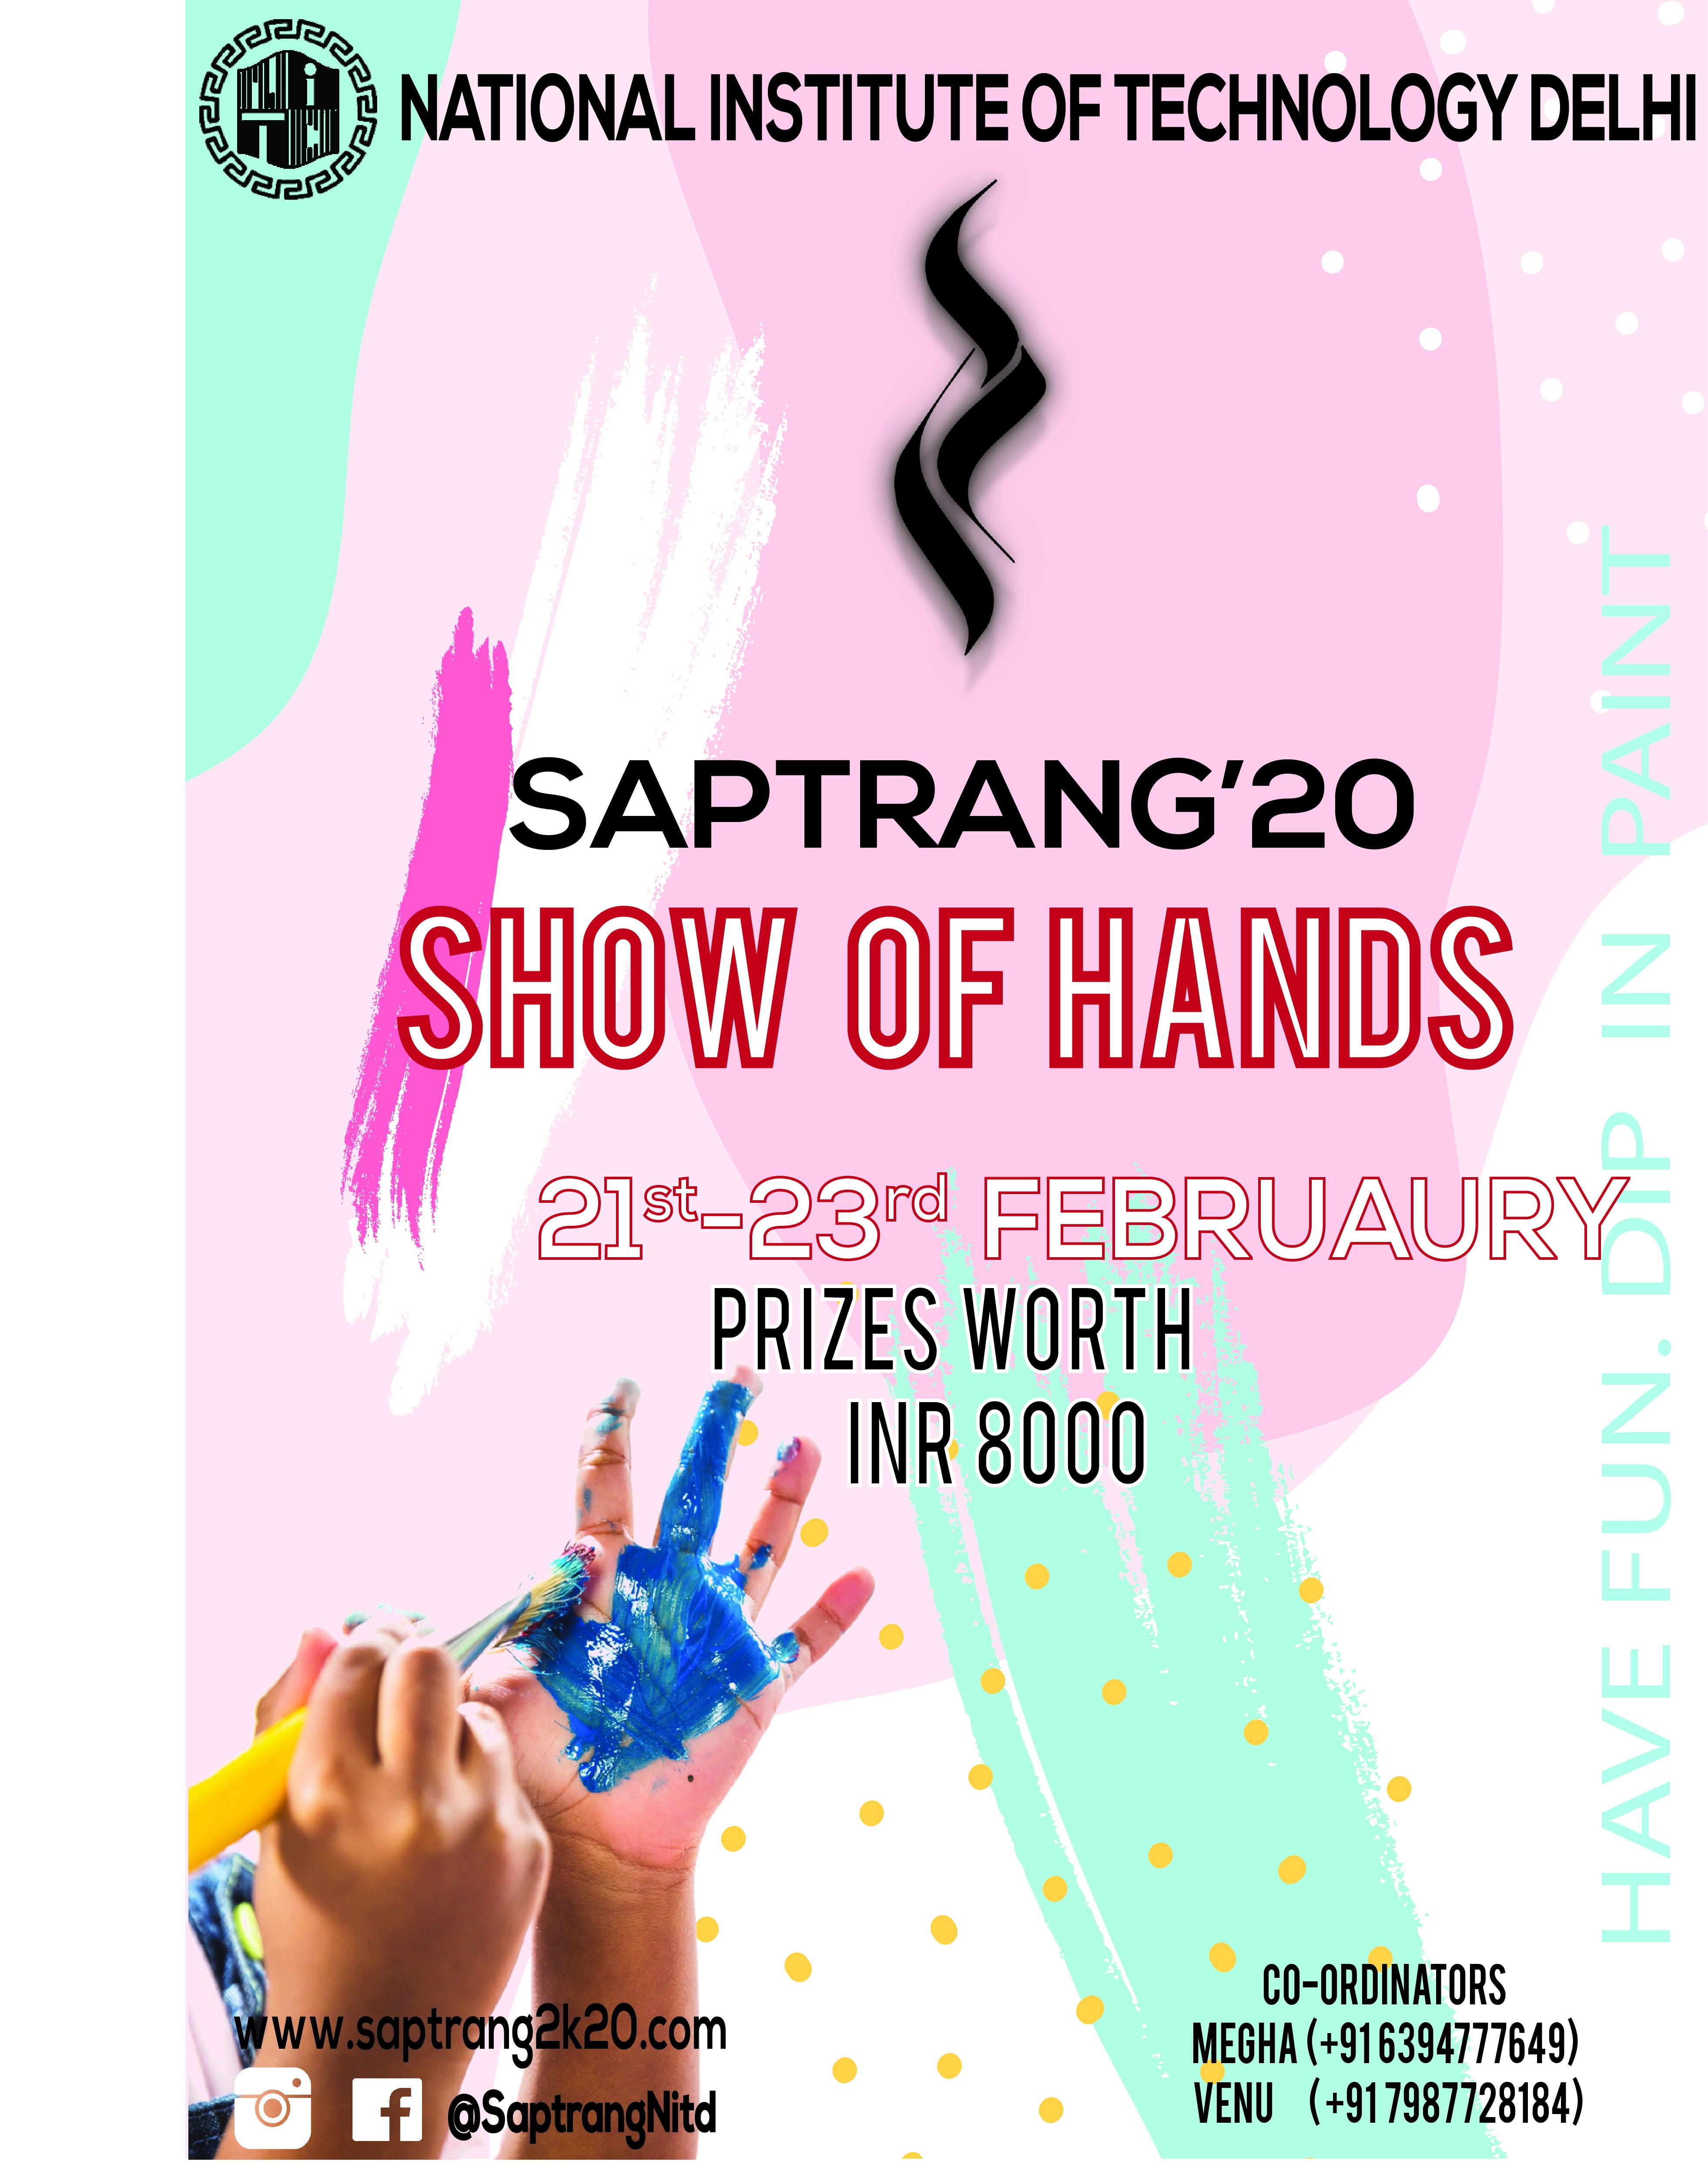 NATIONAL INSTITUTE OF TECHNOLOGY DELHI
SAPTRANG'20
SHOW OF HANDS
21st-23rd FEBRUAURY
PRIZES WORTH
INR 8000
HAVE FUN. DIP IN PAINT
CO-ORDINATORS
MEGHA (+916394777649)
VENU (+917987728184)
www.saptrang2k20.com
@SaptrangNitd